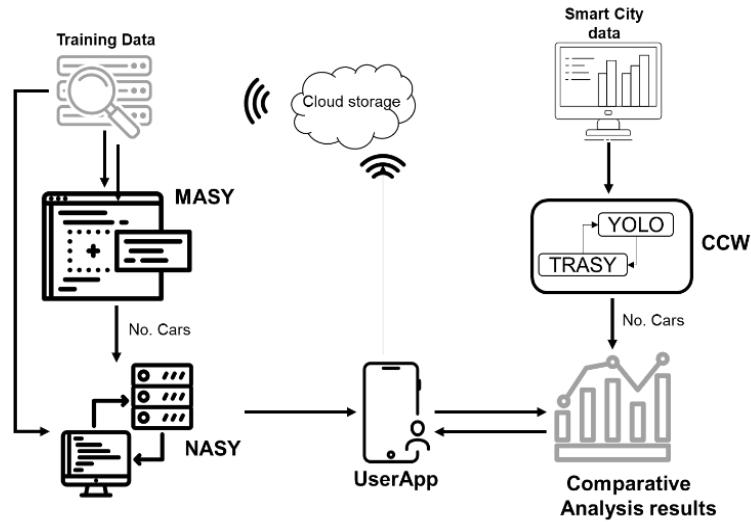 Training Data
Cloud storage
Smart City
data
MASY
YOLO
TRASY
CCW
No. Cars
No. Cars
NASY
UserApp
Comparative
Analysis results